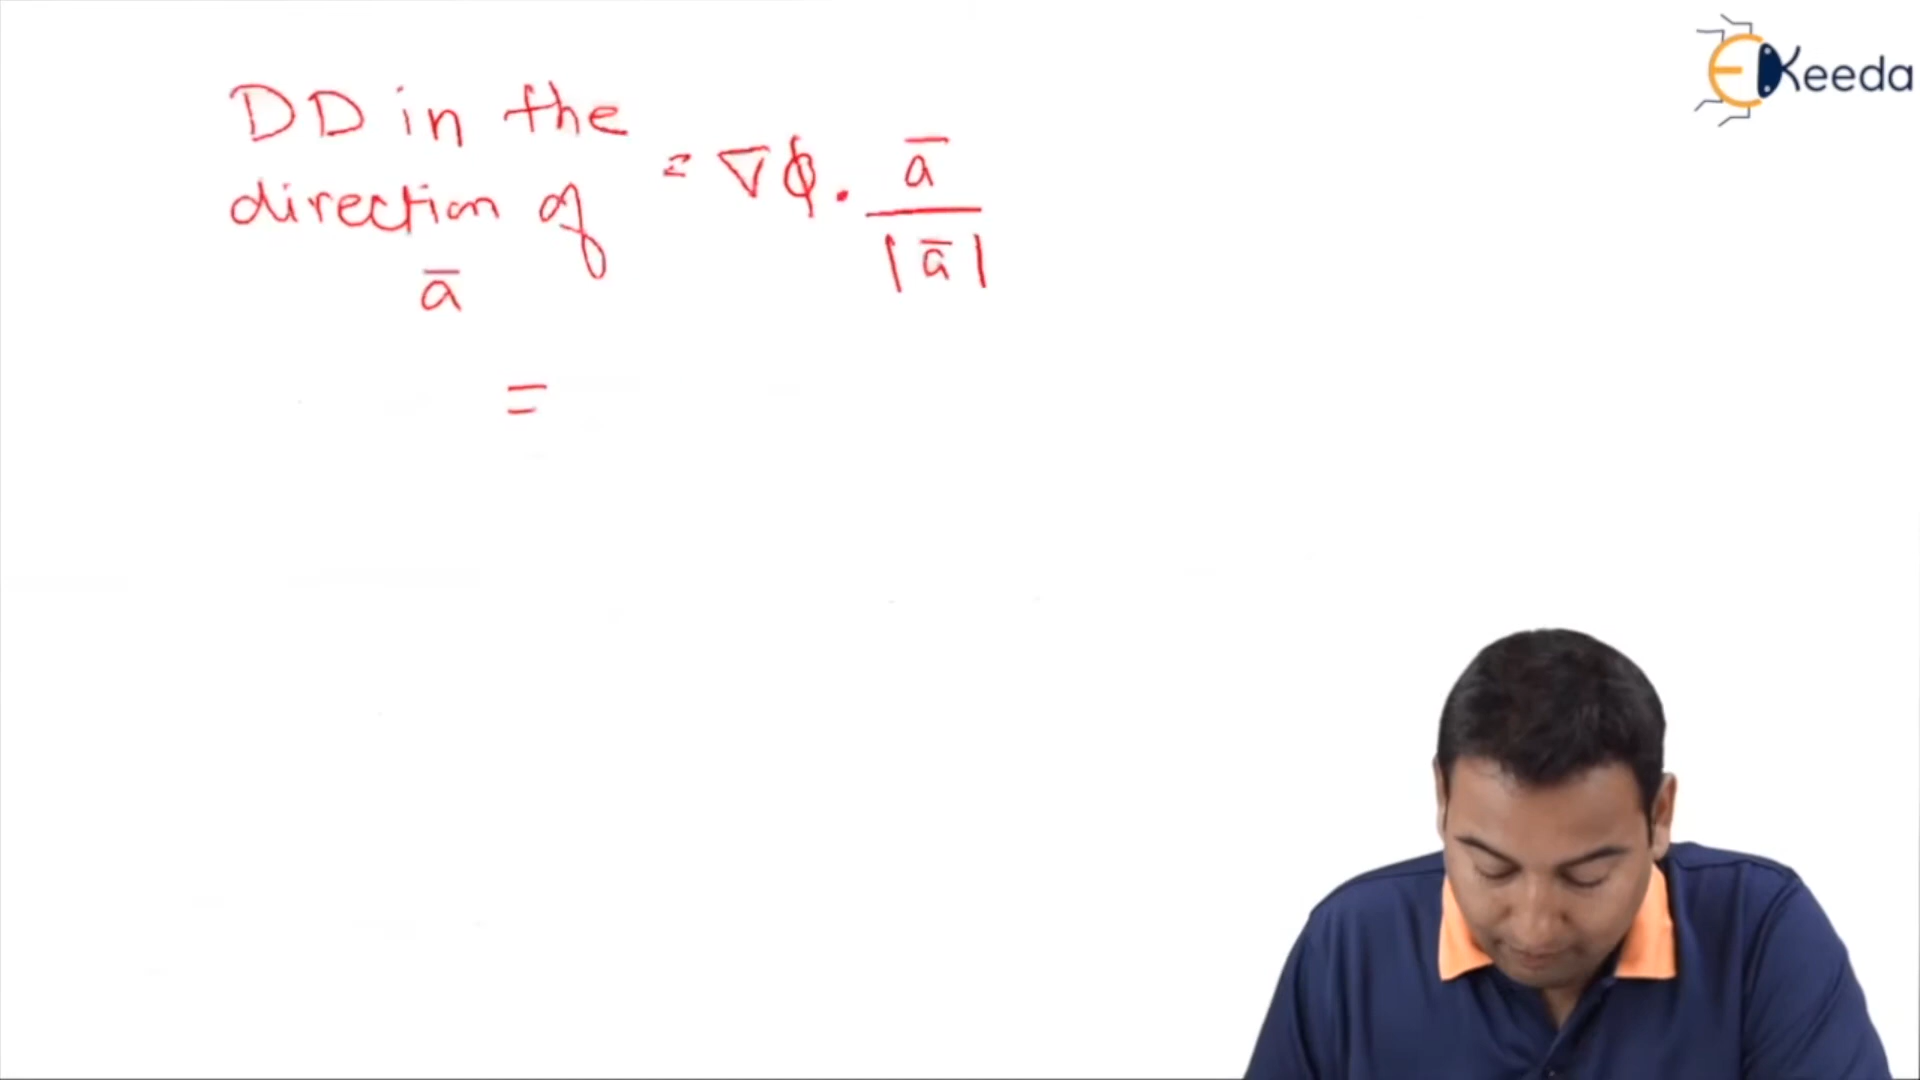 DD in the
direction of
ā
= ∇φ · ā / |ā|
=
EKeeda